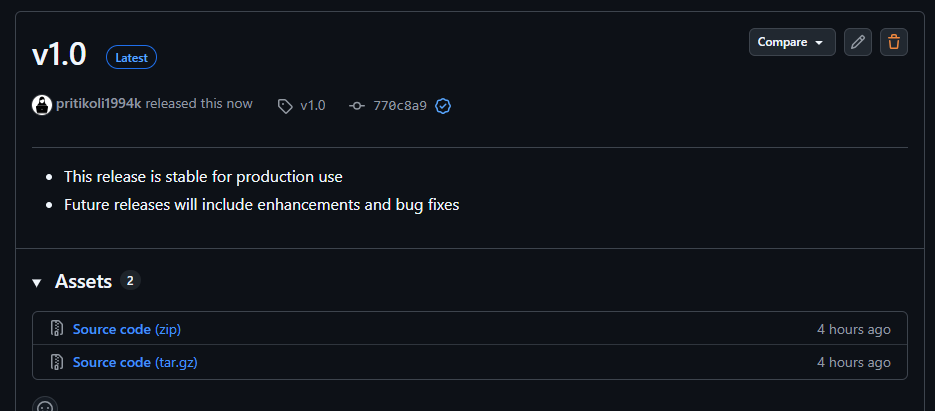 v1.0 Latest Compare
pritikoli1994k released this now v1.0 770c8a9
This release is stable for production use
Future releases will include enhancements and bug fixes
Assets 2
Source code (zip) 4 hours ago
Source code (tar.gz) 4 hours ago